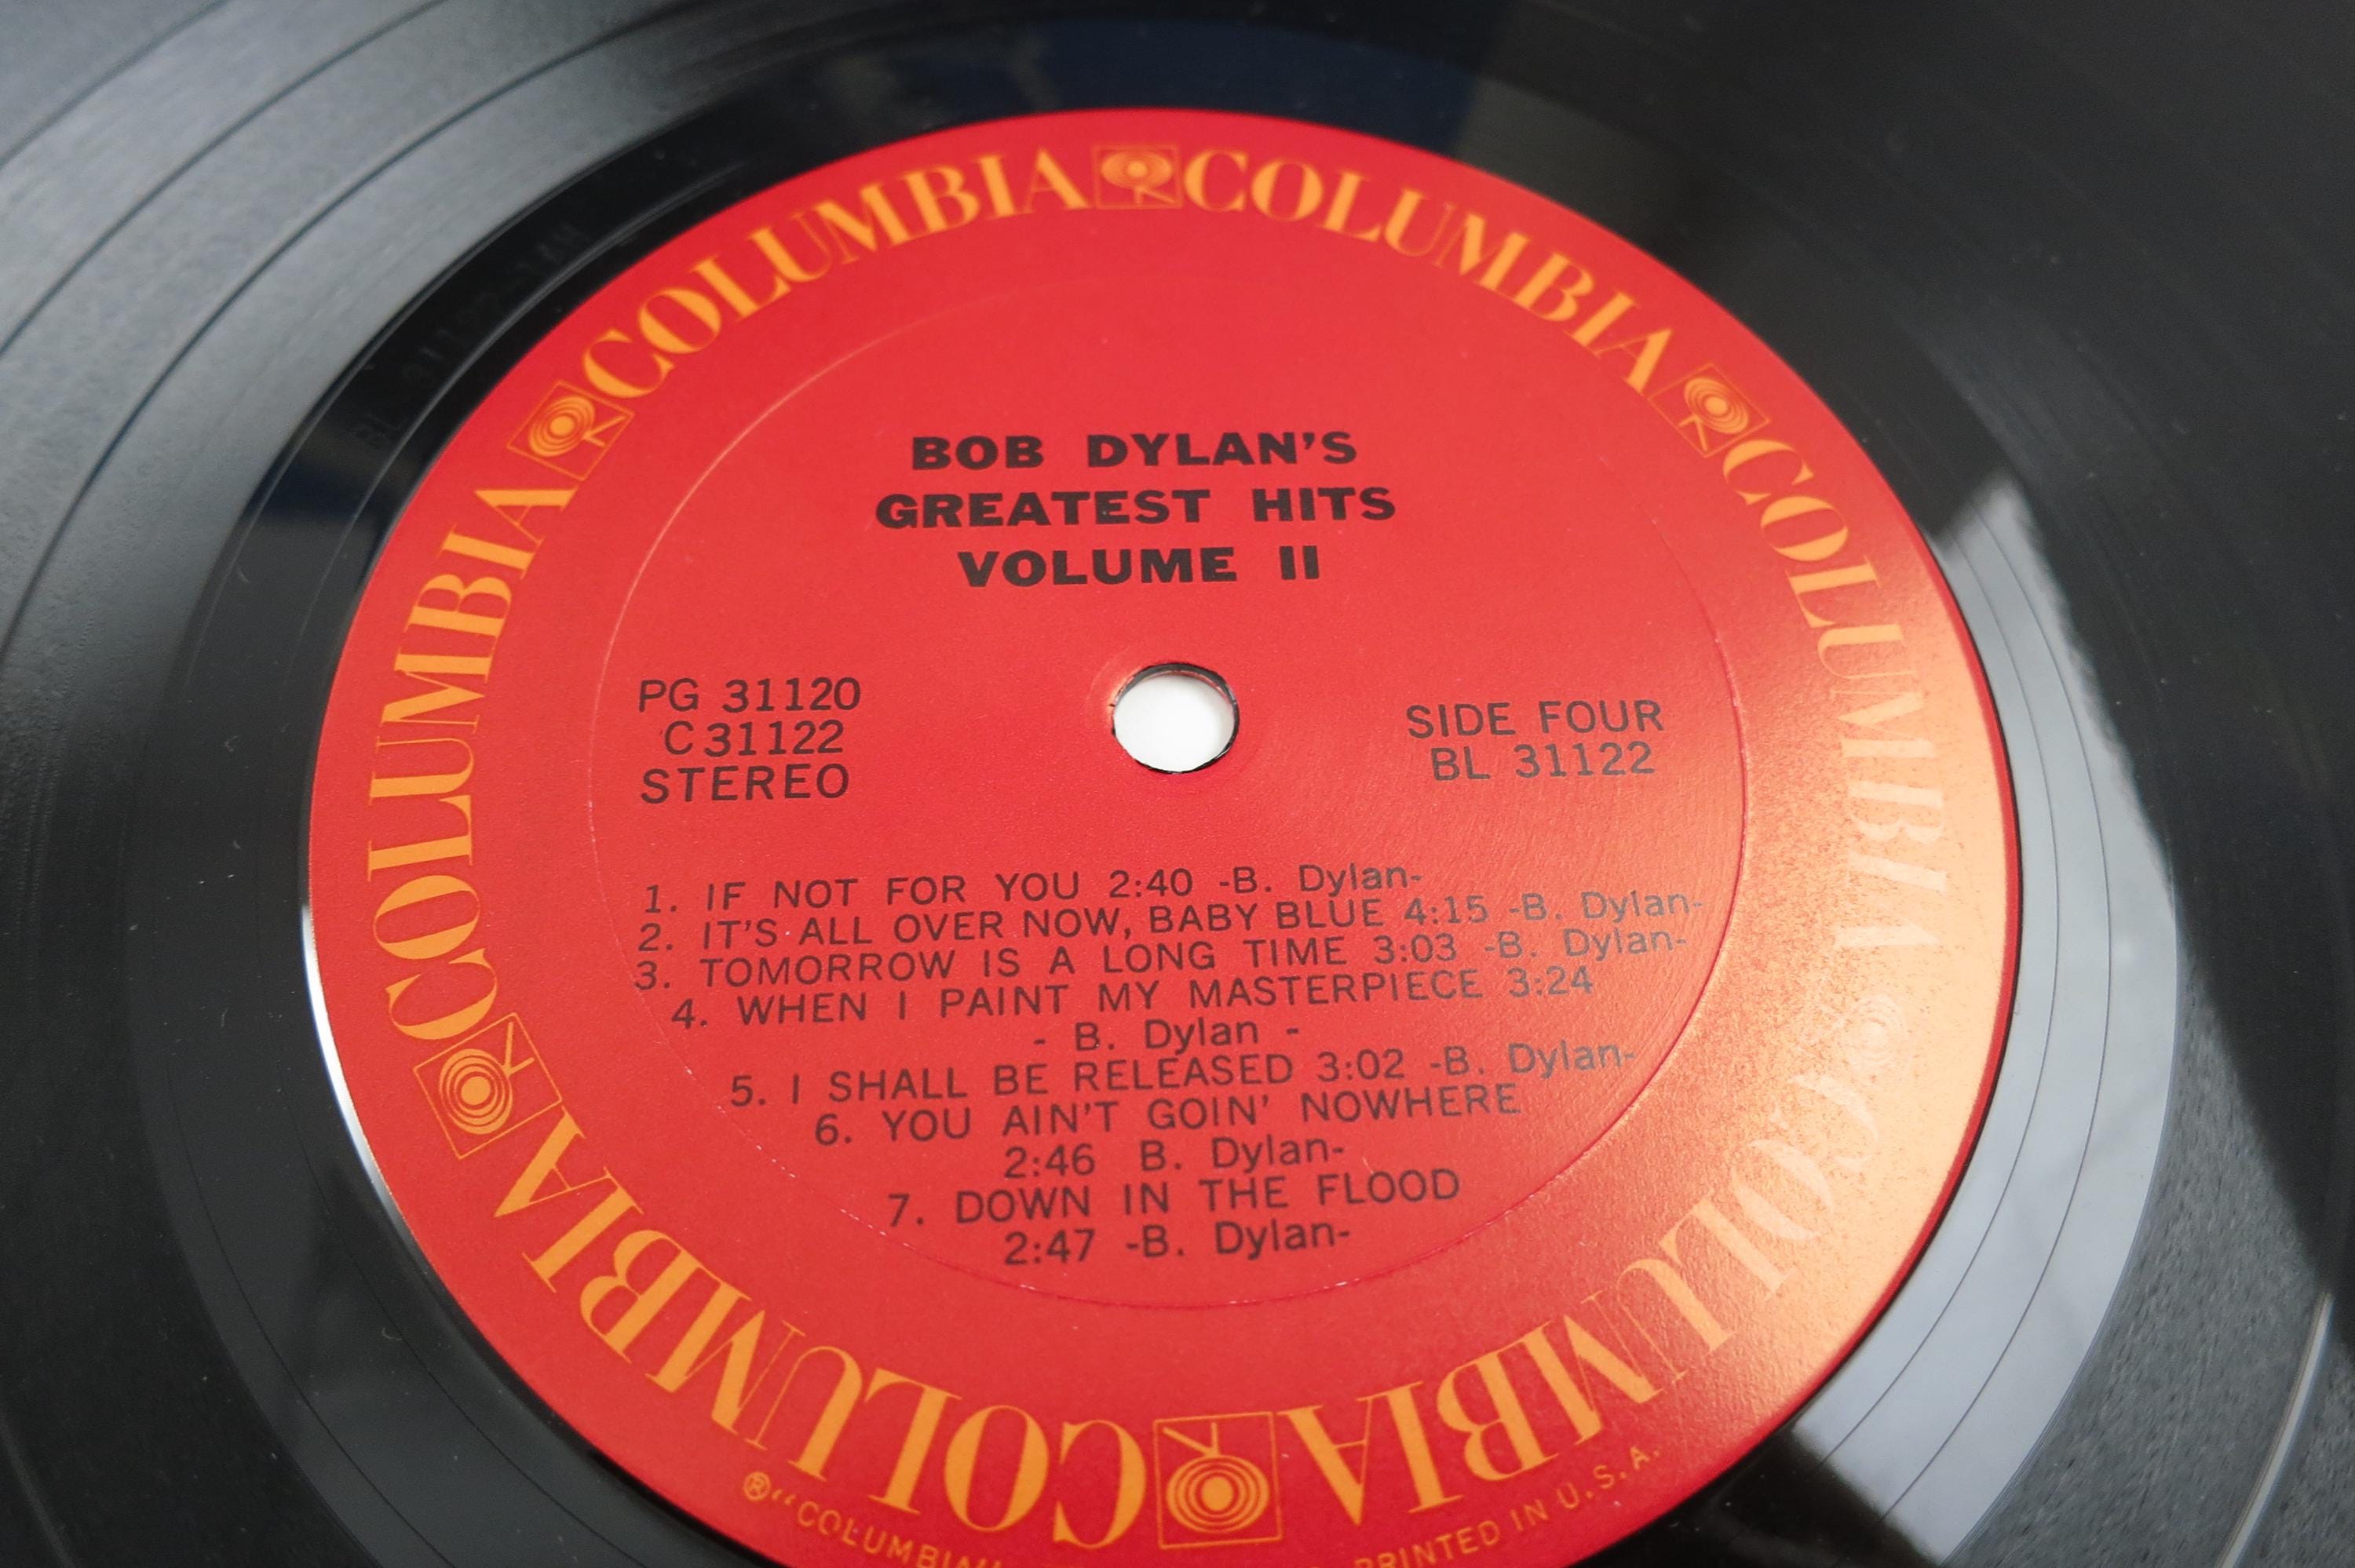 COLUMBIA COLUMBIA COLUMBIA COLUMBIA COLUMBIA COLUMBIA
BOB DYLAN'S
GREATEST HITS
VOLUME II
PG 31120
C 31122
STEREO
SIDE FOUR
BL 31122
1. IF NOT FOR YOU 2:40 -B. Dylan-
2. IT'S ALL OVER NOW, BABY BLUE 4:15 -B. Dylan-
3. TOMORROW IS A LONG TIME 3:03 -B. Dylan-
4. WHEN I PAINT MY MASTERPIECE 3:24
- B. Dylan -
5. I SHALL BE RELEASED 3:02 -B. Dylan-
6. YOU AIN'T GOIN' NOWHERE
2:46 B. Dylan-
7. DOWN IN THE FLOOD
2:47 -B. Dylan-
®"COLUMBIA" PRINTED IN U.S.A.